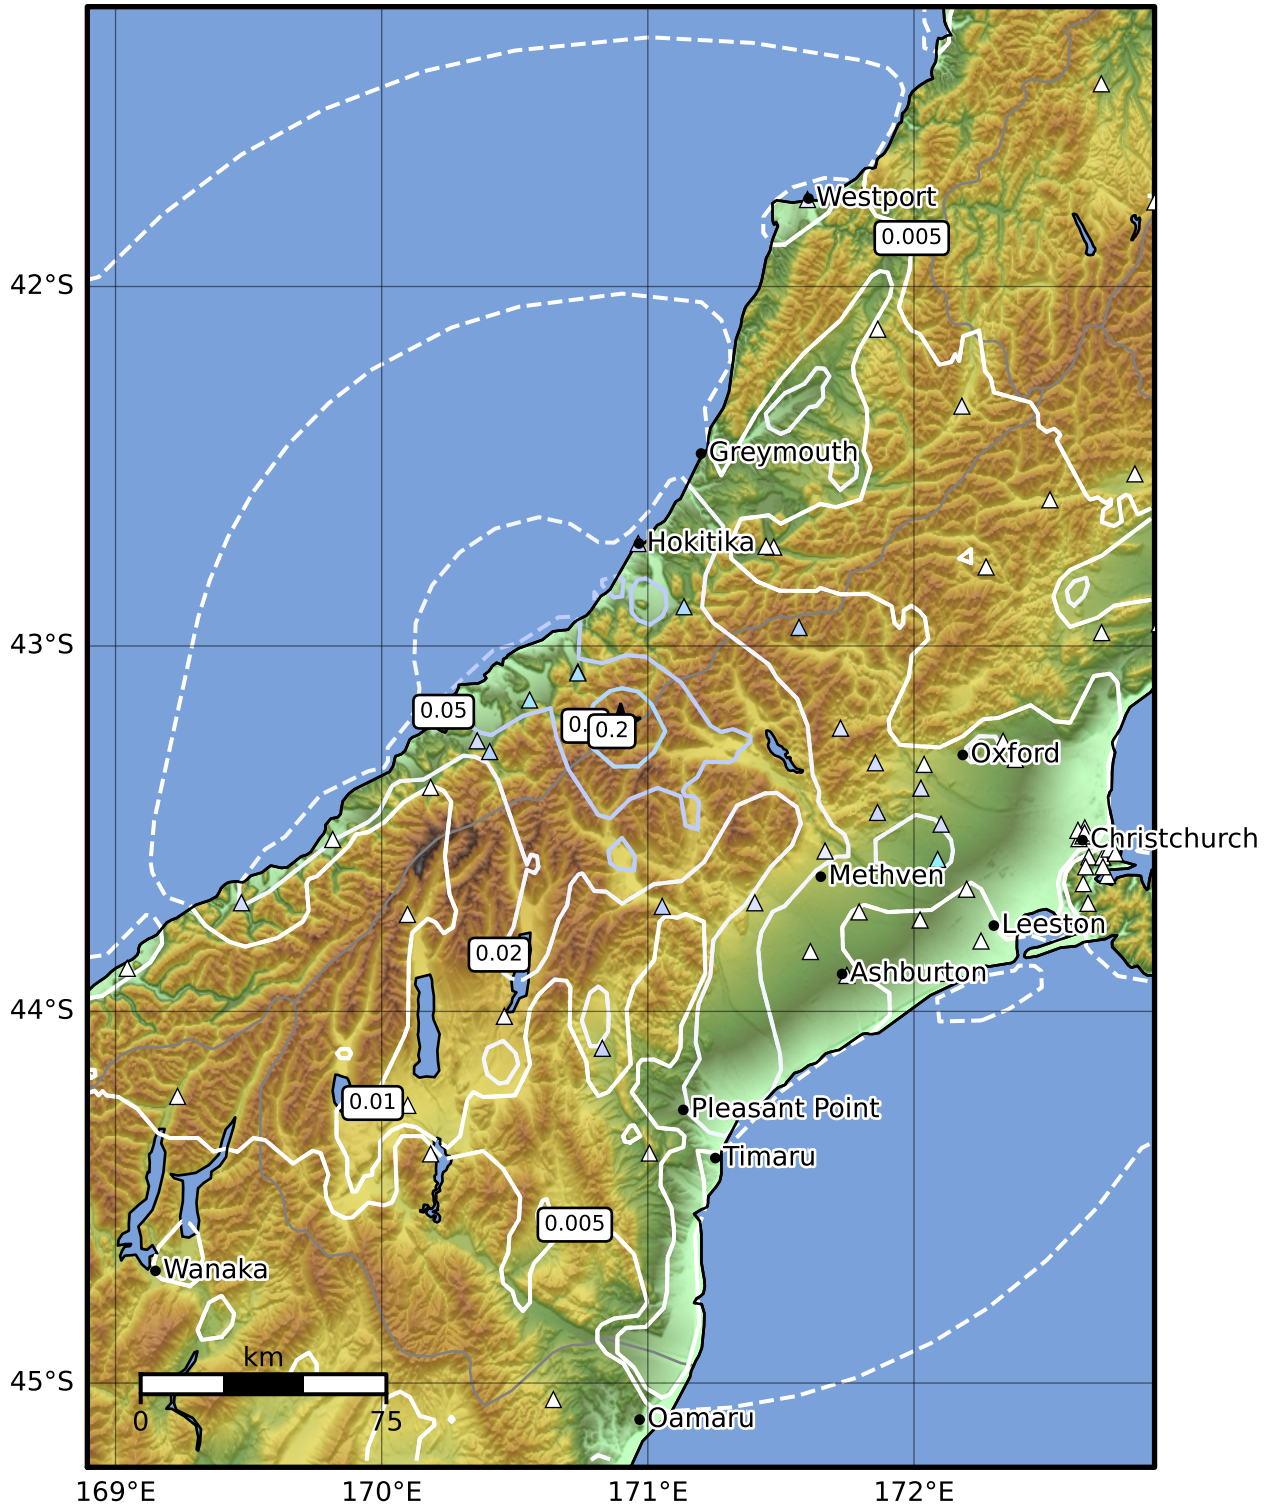 Westport
0.005
42°S
Greymouth
Hokitika
43°S
0.05
0.2
Oxford
Christchurch
Methven
Leeston
0.02
Ashburton
44°S
0.01
Pleasant Point
Timaru
0.005
Wanaka
km
45°S
0
75
Oamaru
169°E
170°E
171°E
172°E